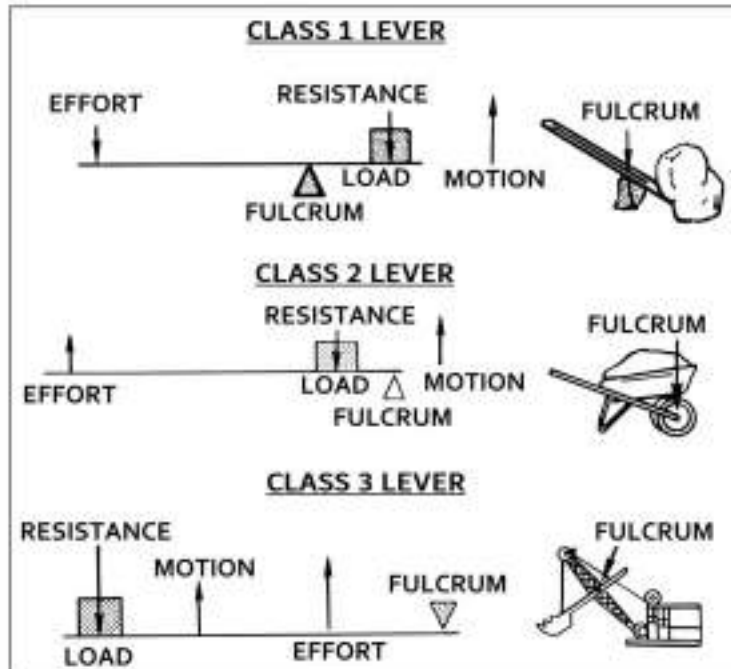 CLASS 1 LEVER
EFFORT
RESISTANCE
FULCRUM
LOAD
MOTION
FULCRUM
CLASS 2 LEVER
RESISTANCE
FULCRUM
EFFORT
LOAD
MOTION
FULCRUM
CLASS 3 LEVER
RESISTANCE
MOTION
FULCRUM
FULCRUM
LOAD
EFFORT